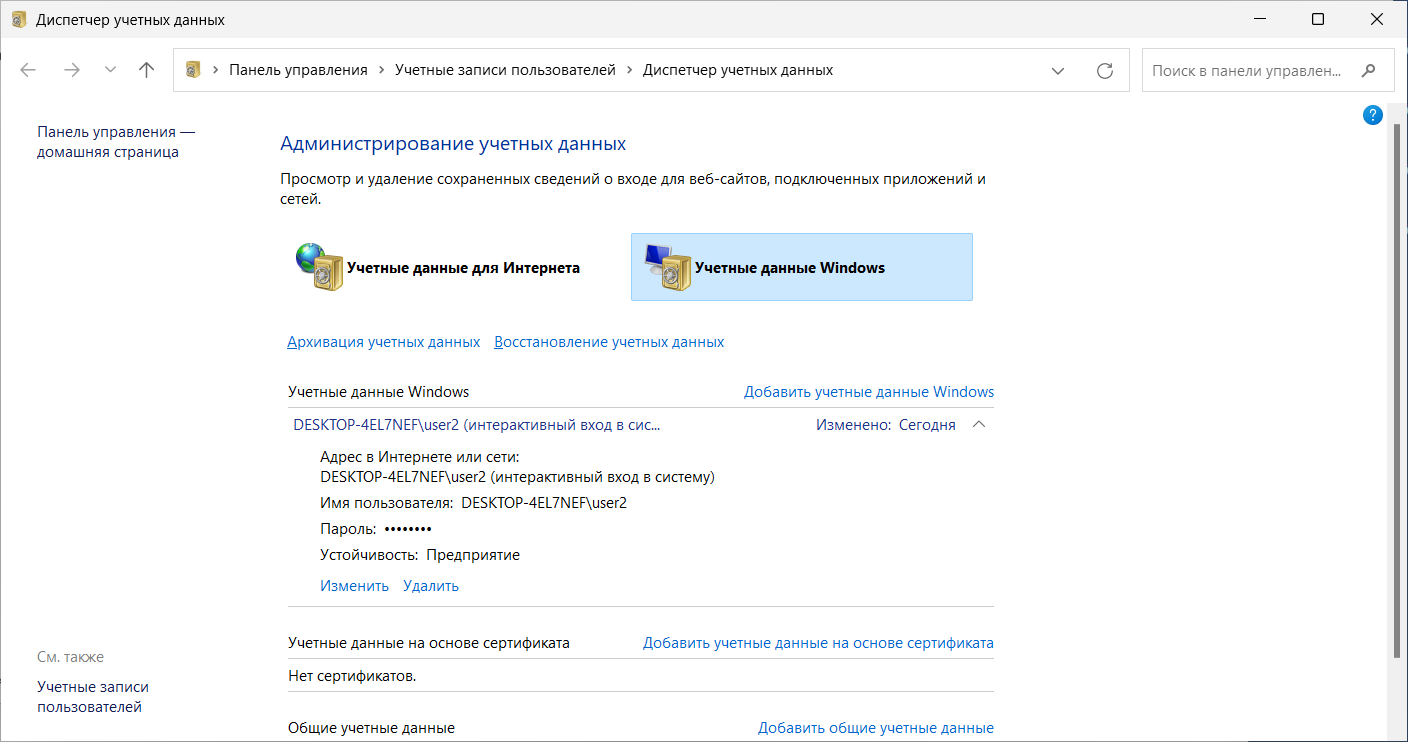 Диспетчер учетных данных
Панель управления › Учетные записи пользователей › Диспетчер учетных данных
Поиск в панели управлен...
?
Панель управления —
домашняя страница
Администрирование учетных данных
Просмотр и удаление сохраненных сведений о входе для веб-сайтов, подключенных приложений и
сетей.
Учетные данные для Интернета
Учетные данные Windows
Архивация учетных данных Восстановление учетных данных
Учетные данные Windows Добавить учетные данные Windows
DESKTOP-4EL7NEF\user2 (интерактивный вход в сис... Изменено: Сегодня
Адрес в Интернете или сети:
DESKTOP-4EL7NEF\user2 (интерактивный вход в систему)
Имя пользователя: DESKTOP-4EL7NEF\user2
Пароль: ••••••••
Устойчивость: Предприятие
Изменить Удалить
Учетные данные на основе сертификата Добавить учетные данные на основе сертификата
Нет сертификатов.
Общие учетные данные Добавить общие учетные данные
См. также
Учетные записи
пользователей